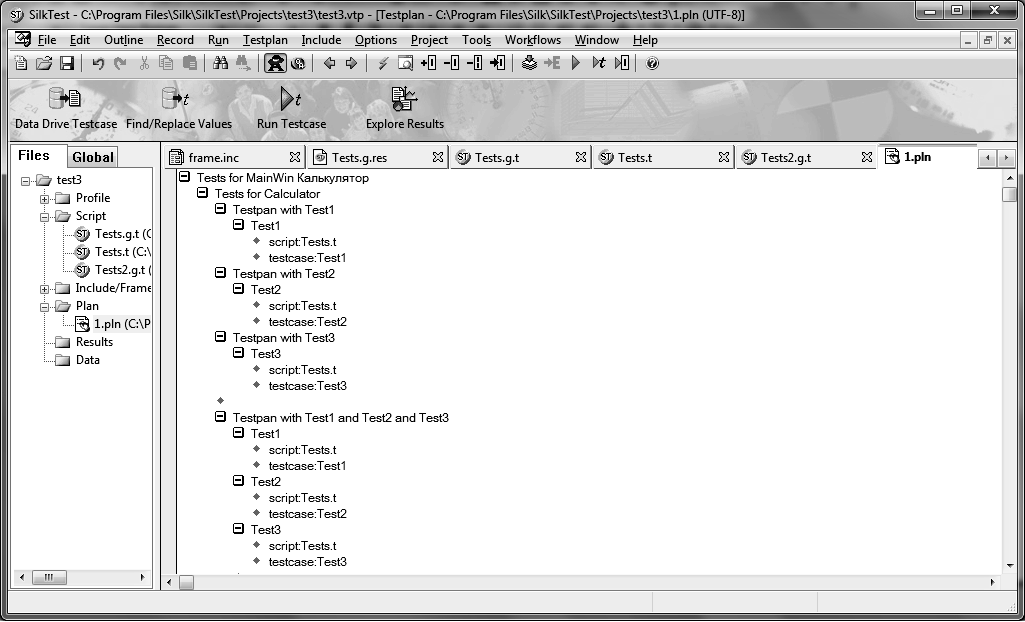 SilkTest - C:\Program Files\Silk\SilkTest\Projects\test3\test3.vtp - [Testplan - C:\Program Files\Silk\SilkTest\Projects\test3\1.pln (UTF-8)]
File Edit Outline Record Run Testplan Include Options Project Tools Workflows Window Help
Data Drive Testcase Find/Replace Values Run Testcase Explore Results
Files Global
frame.inc Tests.g.res Tests.g.t Tests.t Tests2.g.t 1.pln
test3
Profile
Script
Tests.g.t (C
Tests.t (C:\
Tests2.g.t (
Include/Frame
Plan
1.pln (C:\P
Results
Data
Tests for MainWin Калькулятор
Tests for Calculator
Testpan with Test1
Test1
script:Tests.t
testcase:Test1
Testpan with Test2
Test2
script:Tests.t
testcase:Test2
Testpan with Test3
Test3
script:Tests.t
testcase:Test3
Testpan with Test1 and Test2 and Test3
Test1
script:Tests.t
testcase:Test1
Test2
script:Tests.t
testcase:Test2
Test3
script:Tests.t
testcase:Test3